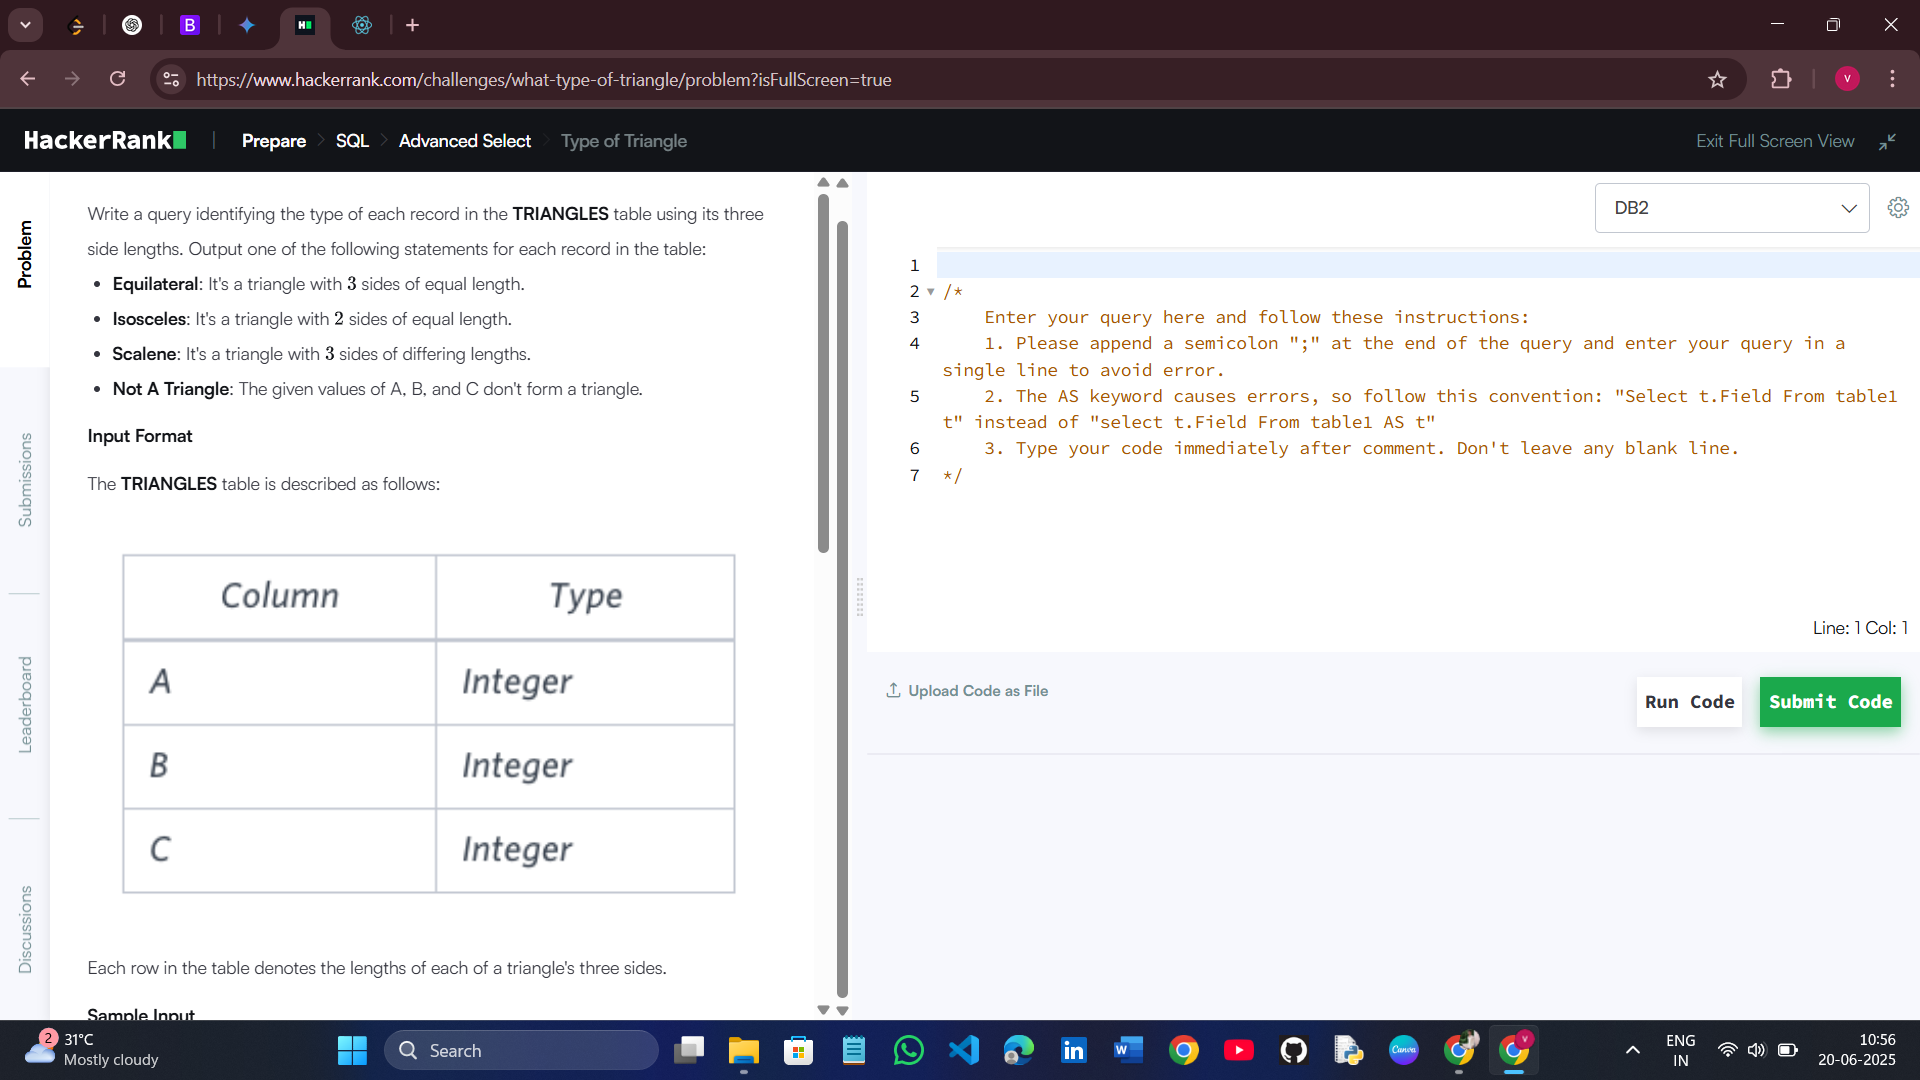 B
H
https://www.hackerrank.com/challenges/what-type-of-triangle/problem?isFullScreen=true
V
HackerRank
Prepare
SQL
Advanced Select
Type of Triangle
Exit Full Screen View
Problem
Submissions
Leaderboard
Discussions
Write a query identifying the type of each record in the TRIANGLES table using its three
side lengths. Output one of the following statements for each record in the table:
• Equilateral: It's a triangle with 3 sides of equal length.
• Isosceles: It's a triangle with 2 sides of equal length.
• Scalene: It's a triangle with 3 sides of differing lengths.
• Not A Triangle: The given values of A, B, and C don't form a triangle.
Input Format
The TRIANGLES table is described as follows:
Column Type
A Integer
B Integer
C Integer
Each row in the table denotes the lengths of each of a triangle's three sides.
Sample Input
DB2
1
2 /*
3 Enter your query here and follow these instructions:
4 1. Please append a semicolon ";" at the end of the query and enter your query in a
single line to avoid error.
5 2. The AS keyword causes errors, so follow this convention: "Select t.Field From table1
t" instead of "select t.Field From table1 AS t"
6 3. Type your code immediately after comment. Don't leave any blank line.
7 */
Line: 1 Col: 1
Upload Code as File
Run Code
Submit Code
2
31°C
Mostly cloudy
Search
in
W
Canva
V
ENG
IN
10:56
20-06-2025